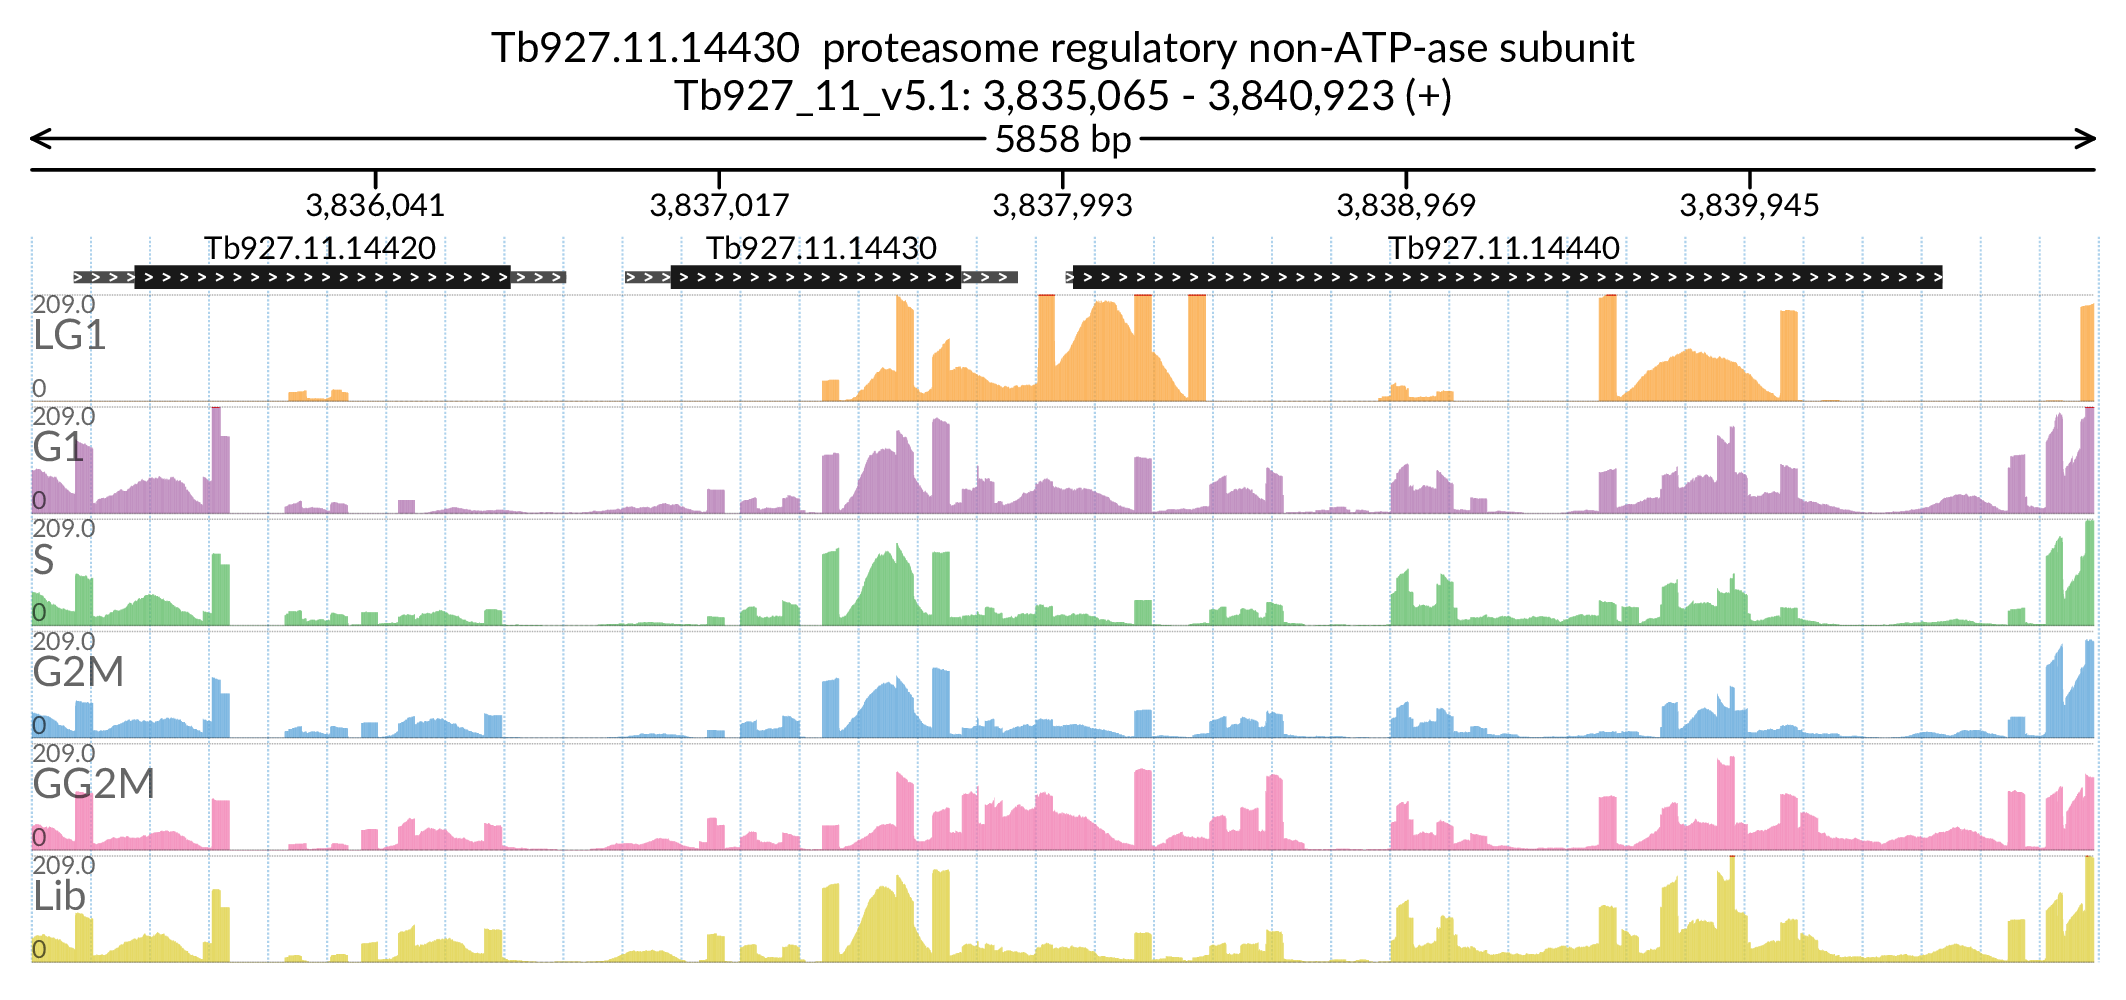 Tb927.11.14430  proteasome regulatory non-ATP-ase subunit
Tb927_11_v5.1: 3,835,065 - 3,840,923 (+)
5858 bp
3,836,041 3,837,017 3,837,993 3,838,969 3,839,945
Tb927.11.14420 Tb927.11.14430 Tb927.11.14440
209.0
LG1
0
209.0
G1
0
209.0
S
0
209.0
G2M
0
209.0
GG2M
0
209.0
Lib
0